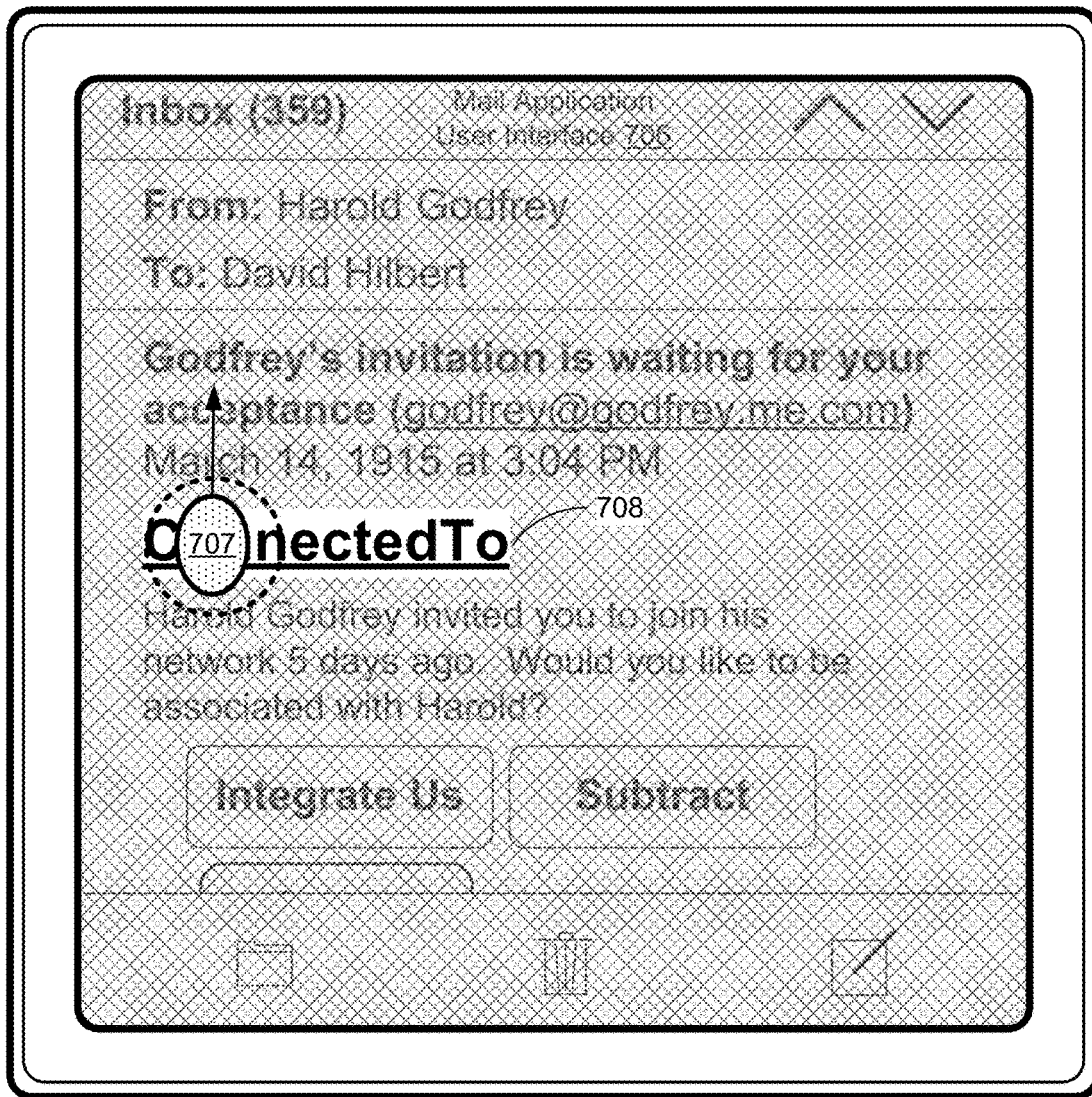 Inbox (359)
Mail Application
User Interface 706
From: Harold Godfrey
To: David Hilbert
Godfrey's invitation is waiting for your
acceptance (godfrey@godfrey.me.com)
March 14, 1915 at 3:04 PM
708
C 707 nectedTo
Harold Godfrey invited you to join his
network 5 days ago. Would you like to be
associated with Harold?
Integrate Us
Subtract